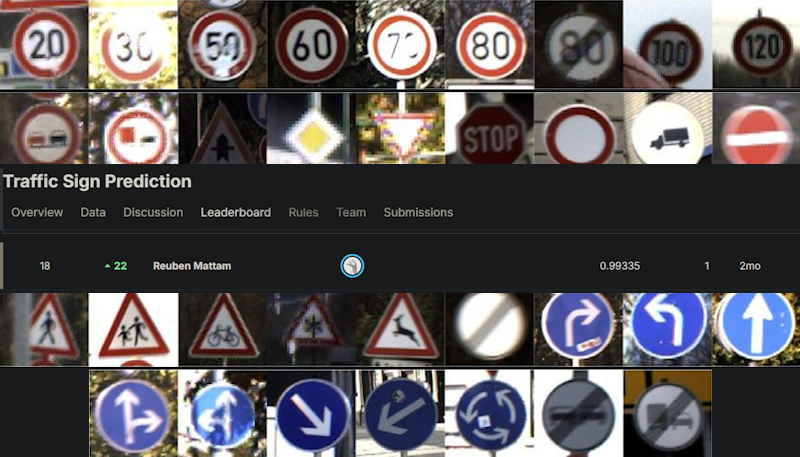 20 30 50 60 70 80 80 100 120
STOP
Traffic Sign Prediction
Overview Data Discussion Leaderboard Rules Team Submissions
18 22 Reuben Mattam 0.99335 1 2mo